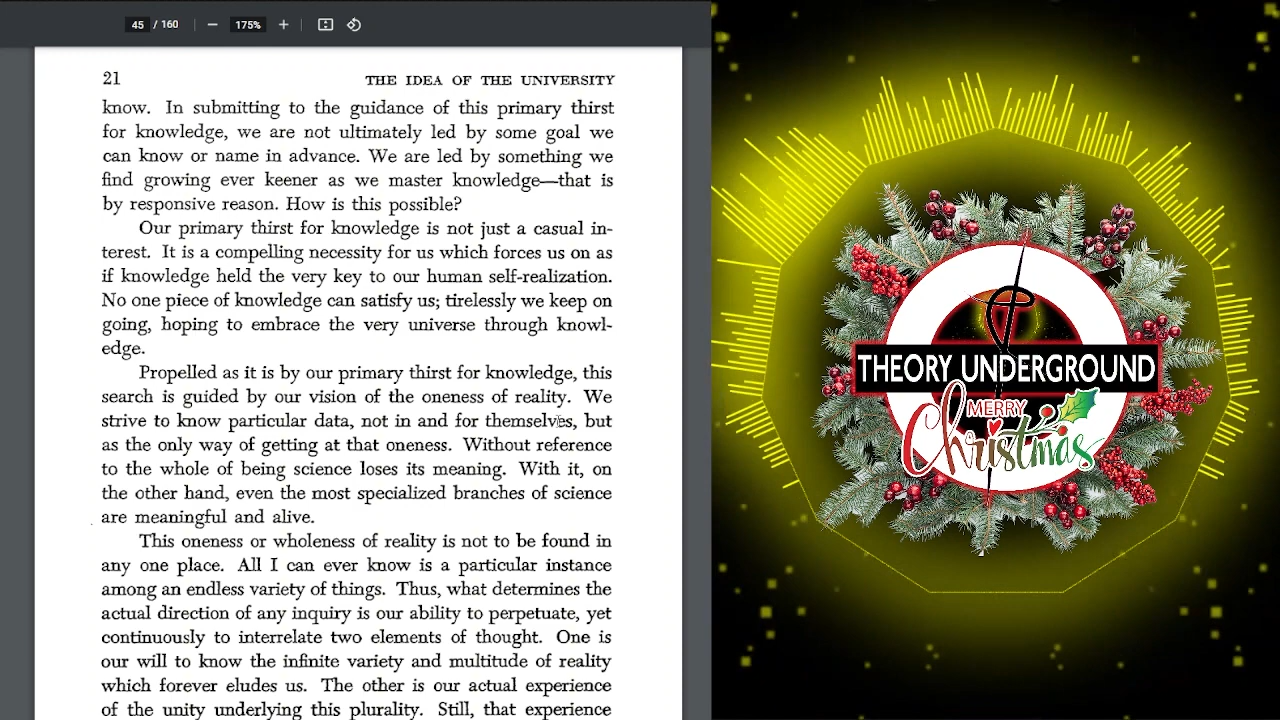 45 / 160
175%
21 THE IDEA OF THE UNIVERSITY
know. In submitting to the guidance of this primary thirst
for knowledge, we are not ultimately led by some goal we
can know or name in advance. We are led by something we
find growing ever keener as we master knowledge—that is
by responsive reason. How is this possible?
Our primary thirst for knowledge is not just a casual in-
terest. It is a compelling necessity for us which forces us on as
if knowledge held the very key to our human self-realization.
No one piece of knowledge can satisfy us; tirelessly we keep on
going, hoping to embrace the very universe through knowl-
edge.
Propelled as it is by our primary thirst for knowledge, this
search is guided by our vision of the oneness of reality. We
strive to know particular data, not in and for themselves, but
as the only way of getting at that oneness. Without reference
to the whole of being science loses its meaning. With it, on
the other hand, even the most specialized branches of science
are meaningful and alive.
This oneness or wholeness of reality is not to be found in
any one place. All I can ever know is a particular instance
among an endless variety of things. Thus, what determines the
actual direction of any inquiry is our ability to perpetuate, yet
continuously to interrelate two elements of thought. One is
our will to know the infinite variety and multitude of reality
which forever eludes us. The other is our actual experience
of the unity underlying this plurality. Still, that experience
THEORY UNDERGROUND
MERRY
Christmas